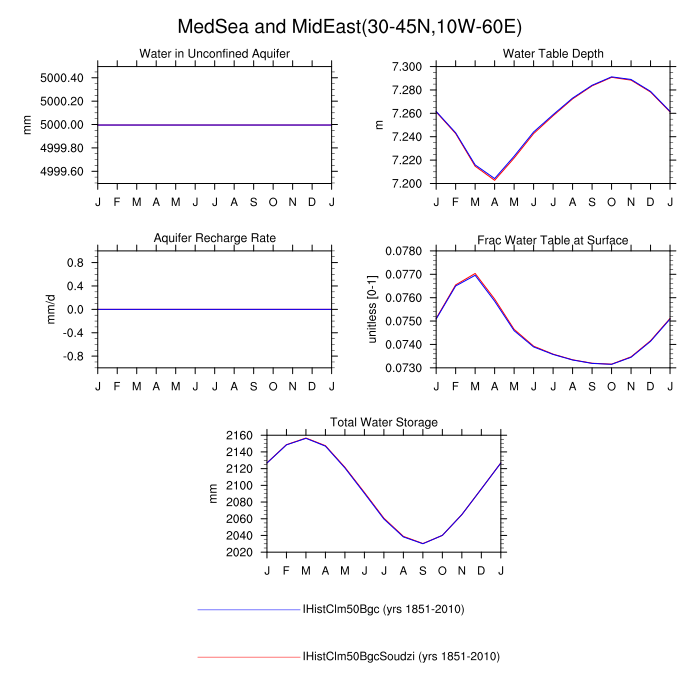 MedSea and MidEast(30-45N,10W-60E)
Water in Unconfined Aquifer
5000.40
5000.20
5000.00
4999.80
4999.60
mm
J F M A M J J A S O N D J
Water Table Depth
7.300
7.280
7.260
7.240
7.220
7.200
m
J F M A M J J A S O N D J
Aquifer Recharge Rate
0.8
0.4
0.0
-0.4
-0.8
mm/d
J F M A M J J A S O N D J
Frac Water Table at Surface
0.0780
0.0770
0.0760
0.0750
0.0740
0.0730
unitless [0-1]
J F M A M J J A S O N D J
Total Water Storage
2160
2140
2120
2100
2080
2060
2040
2020
mm
J F M A M J J A S O N D J
IHistClm50Bgc (yrs 1851-2010)
IHistClm50BgcSoudzi (yrs 1851-2010)